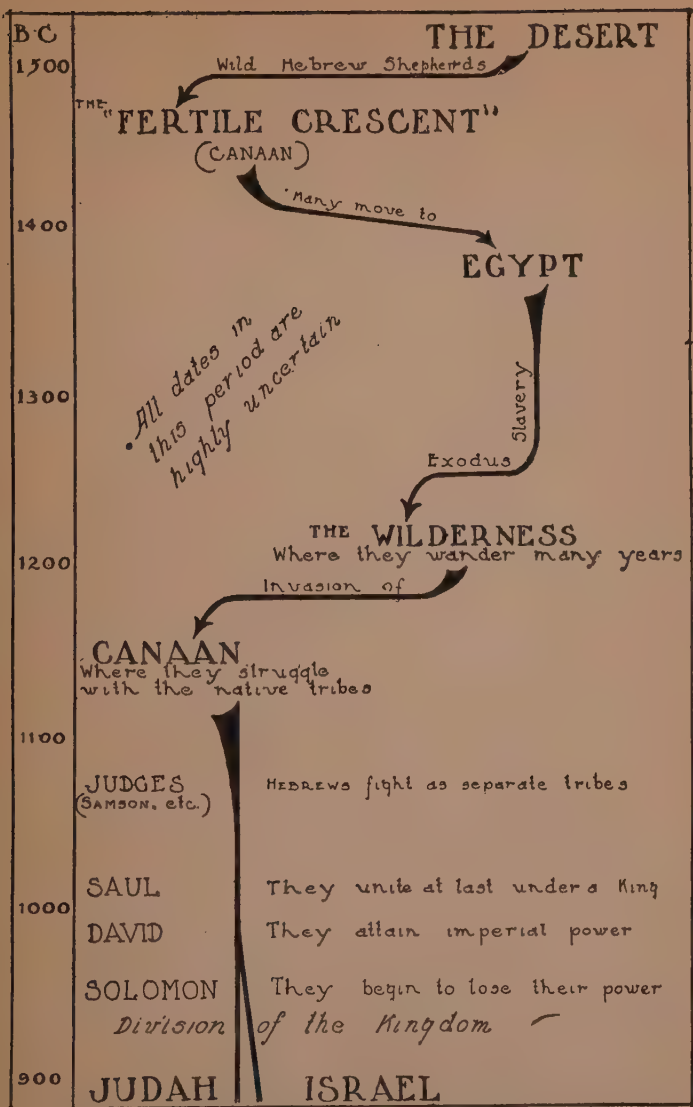 B·C
THE DESERT
1500
Wild Hebrew Shepherds
THE "FERTILE CRESCENT"
(CANAAN)
Many move to
1400
EGYPT
All dates in
this period are
highly uncertain
1300
Slavery
Exodus
THE WILDERNESS
Where they wander many years
1200
Invasion of
CANAAN
Where they struggle
with the native tribes
1100
JUDGES
HEBREWS fight as separate tribes
(SAMSON, etc.)
SAUL
They unite at last under a King
1000
DAVID
They attain imperial power
SOLOMON
They begin to lose their power
Division of the Kingdom
900
JUDAH
ISRAEL